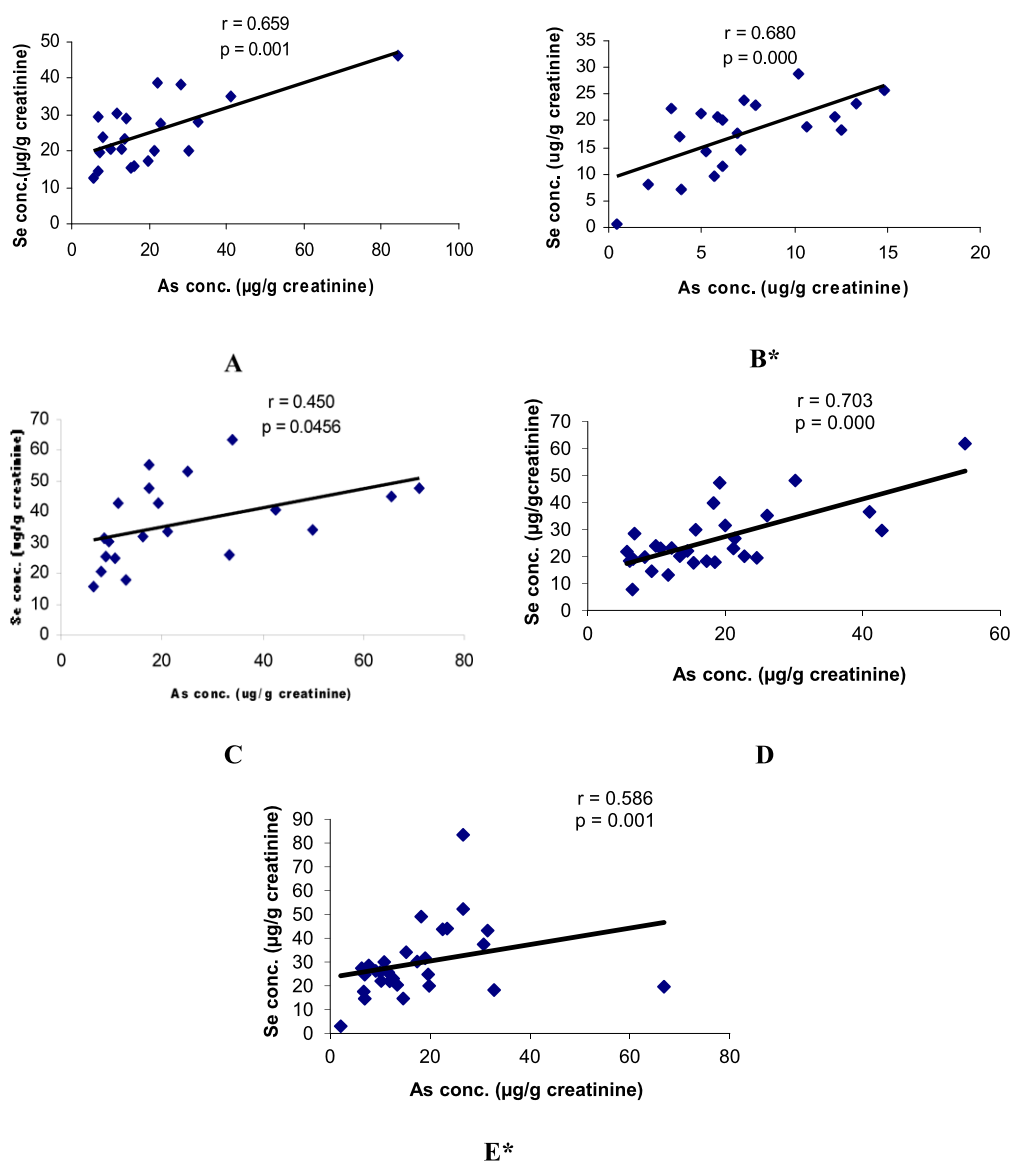 r = 0.659
p = 0.001
Se conc.(µg/g creatinine)
50
40
30
20
10
0
0 20 40 60 80 100
As conc. (µg/g creatinine)
A
r = 0.680
p = 0.000
Se conc. (ug/g creatinine)
35
30
25
20
15
10
5
0
0 5 10 15 20
As conc. (ug/g creatinine)
B*
r = 0.450
p = 0.0456
Se conc. (ug/g creatinine)
70
60
50
40
30
20
10
0
0 20 40 60 80
As conc. (ug/g creatinine)
C
r = 0.703
p = 0.000
Se conc. (µg/gcreatinine)
70
60
50
40
30
20
10
0
0 20 40 60
As conc. (µg/g creatinine)
D
r = 0.586
p = 0.001
Se conc. (µg/g creatinine)
90
80
70
60
50
40
30
20
10
0
0 20 40 60 80
As conc. (µg/g creatinine)
E*